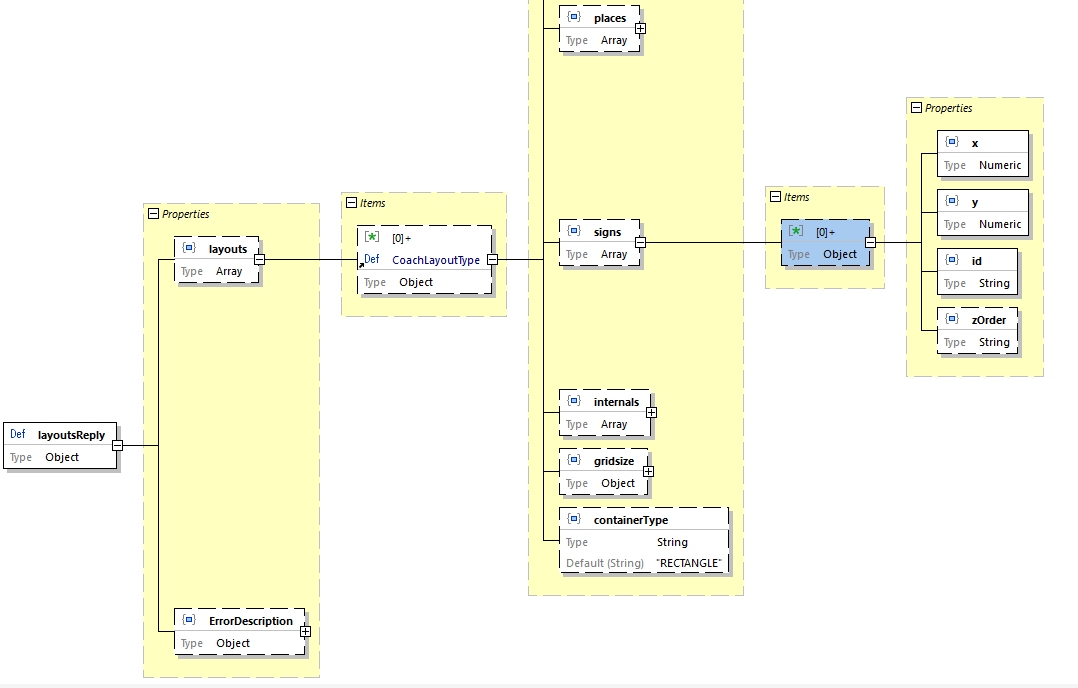 places
Type Array
Properties
x
Type Numeric
y
Type Numeric
id
Type String
zOrder
Type String
Items
[0]+
Type Object
signs
Type Array
Items
[0]+
Def CoachLayoutType
Type Object
Properties
layouts
Type Array
internals
Type Array
gridsize
Type Object
containerType
Type String
Default (String) "RECTANGLE"
Def layoutsReply
Type Object
ErrorDescription
Type Object